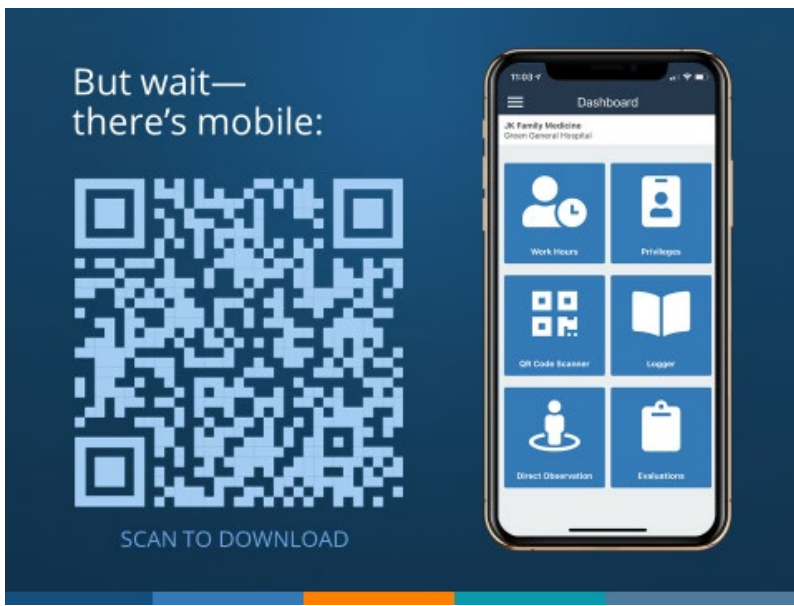 But wait—
there's mobile:
SCAN TO DOWNLOAD
11:03
Dashboard
JK Family Medicine
Green General Hospital
Work Hours
Privileges
QR Code Scanner
Logger
Direct Observation
Evaluations